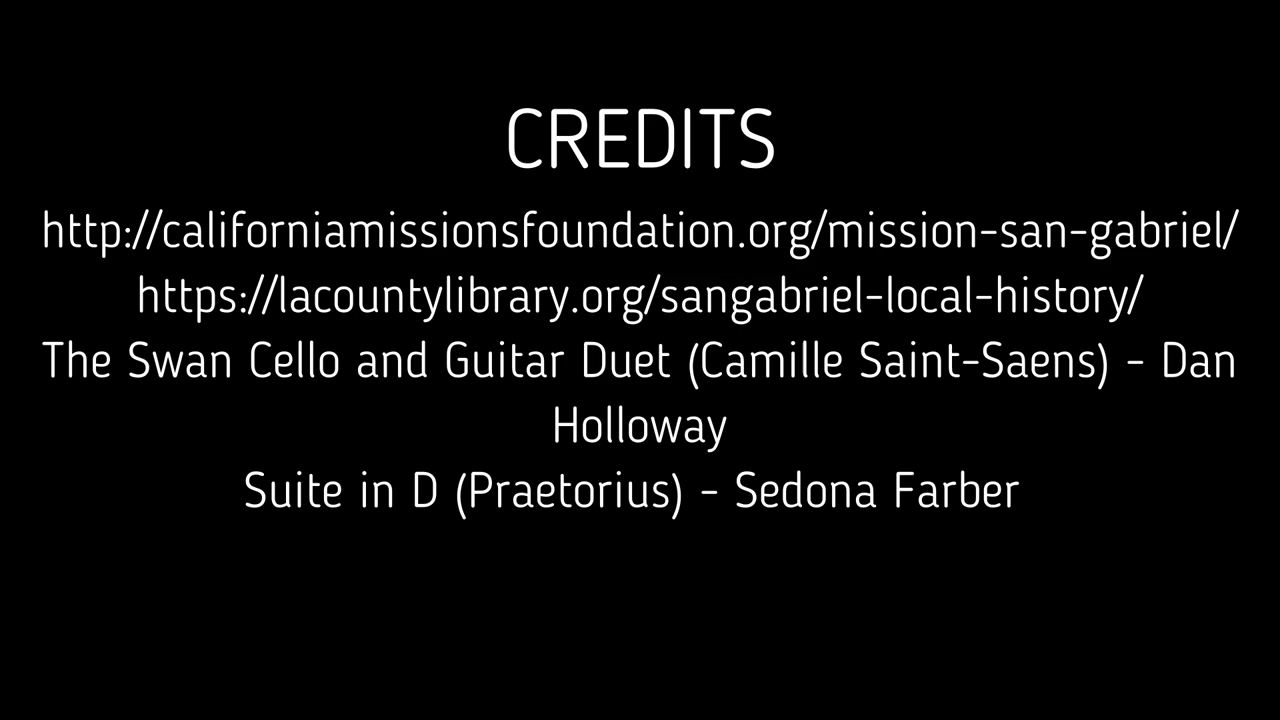 CREDITS
http://californiamissionsfoundation.org/mission-san-gabriel/
https://lacountylibrary.org/sangabriel-local-history/
The Swan Cello and Guitar Duet (Camille Saint-Saens) - Dan
Holloway
Suite in D (Praetorius) - Sedona Farber